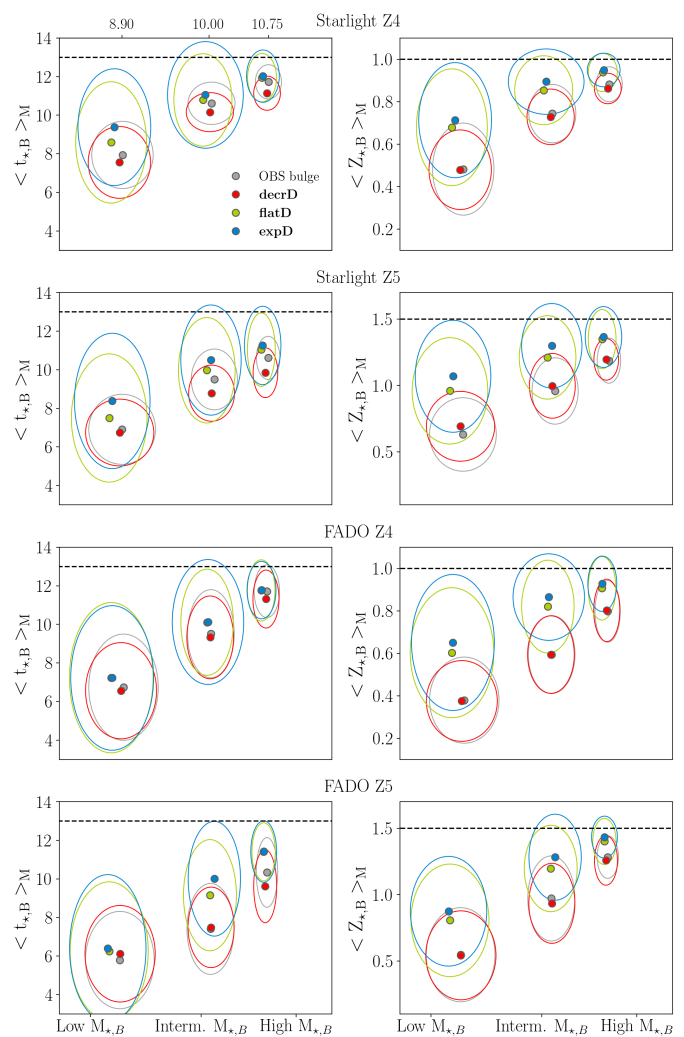 Starlight Z4
8.90 10.00 10.75
14
12
10
8
6
4
< t⋆,B >M
OBS bulge
decrD
flatD
expD
1.0
0.8
0.6
0.4
0.2
< Z⋆,B >M
Starlight Z5
14
12
10
8
6
4
< t⋆,B >M
1.5
1.0
0.5
< Z⋆,B >M
FADO Z4
14
12
10
8
6
4
< t⋆,B >M
1.0
0.8
0.6
0.4
0.2
< Z⋆,B >M
FADO Z5
14
12
10
8
6
4
< t⋆,B >M
1.5
1.0
0.5
< Z⋆,B >M
Low M⋆,B Interm. M⋆,B High M⋆,B
Low M⋆,B Interm. M⋆,B High M⋆,B